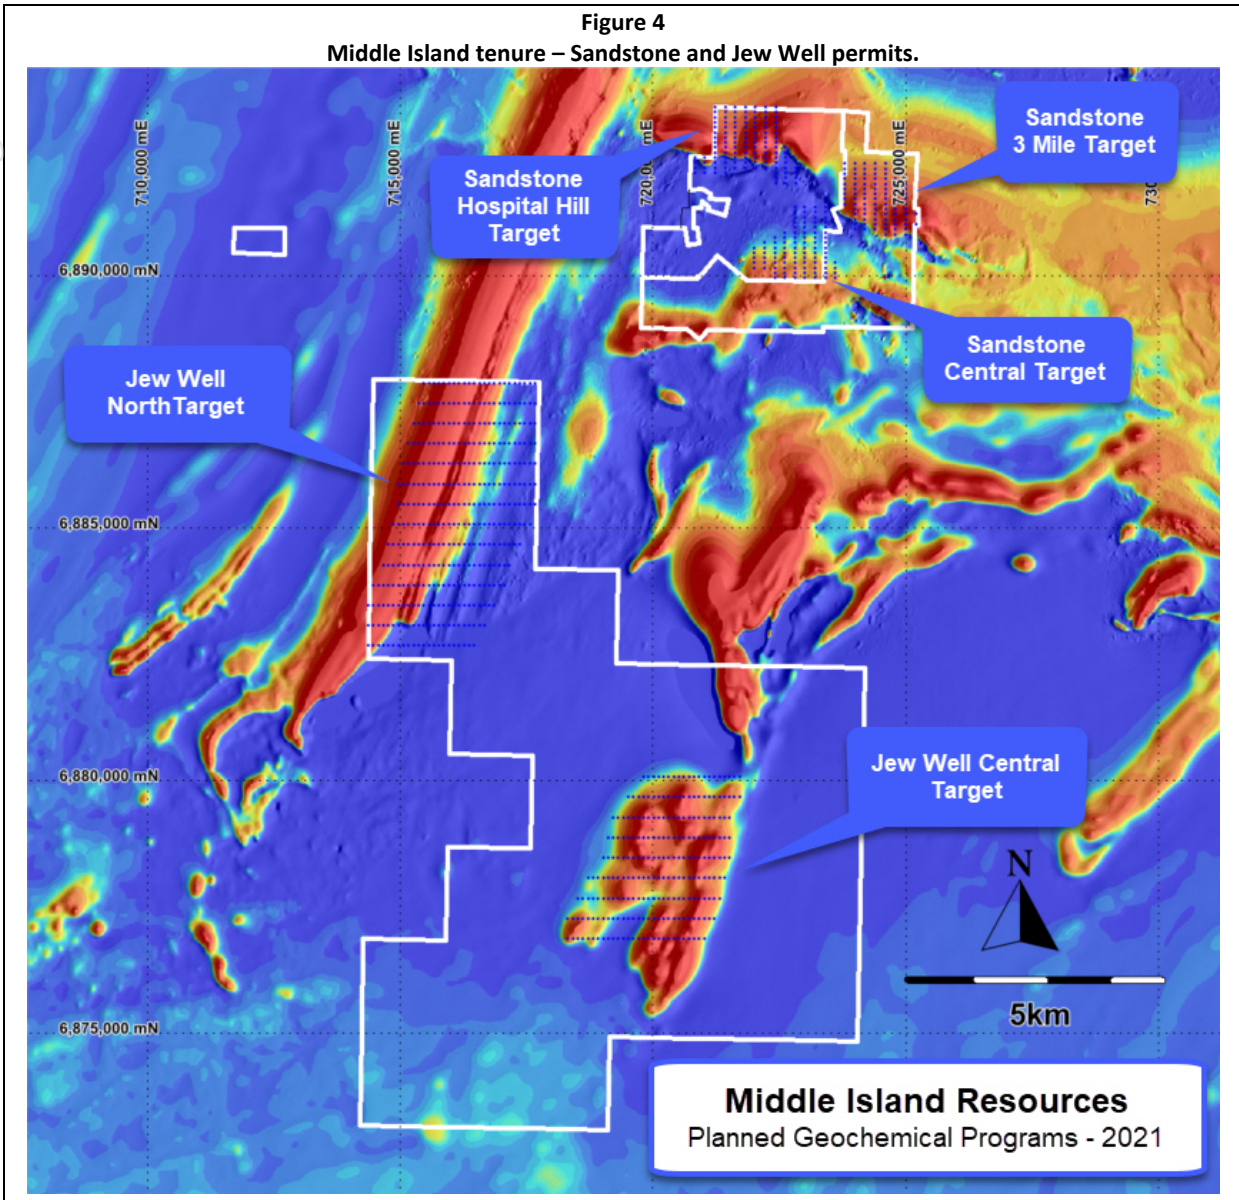 Figure 4
Middle Island tenure – Sandstone and Jew Well permits.
710,000 mE
715,000 mE
720,000 mE
725,000 mE
730
Sandstone
3 Mile Target
Sandstone
Hospital Hill
Target
6,890,000 mN
Sandstone
Central Target
Jew Well
NorthTarget
6,885,000 mN
6,880,000 mN
Jew Well Central
Target
N
5km
6,875,000 mN
Middle Island Resources
Planned Geochemical Programs - 2021